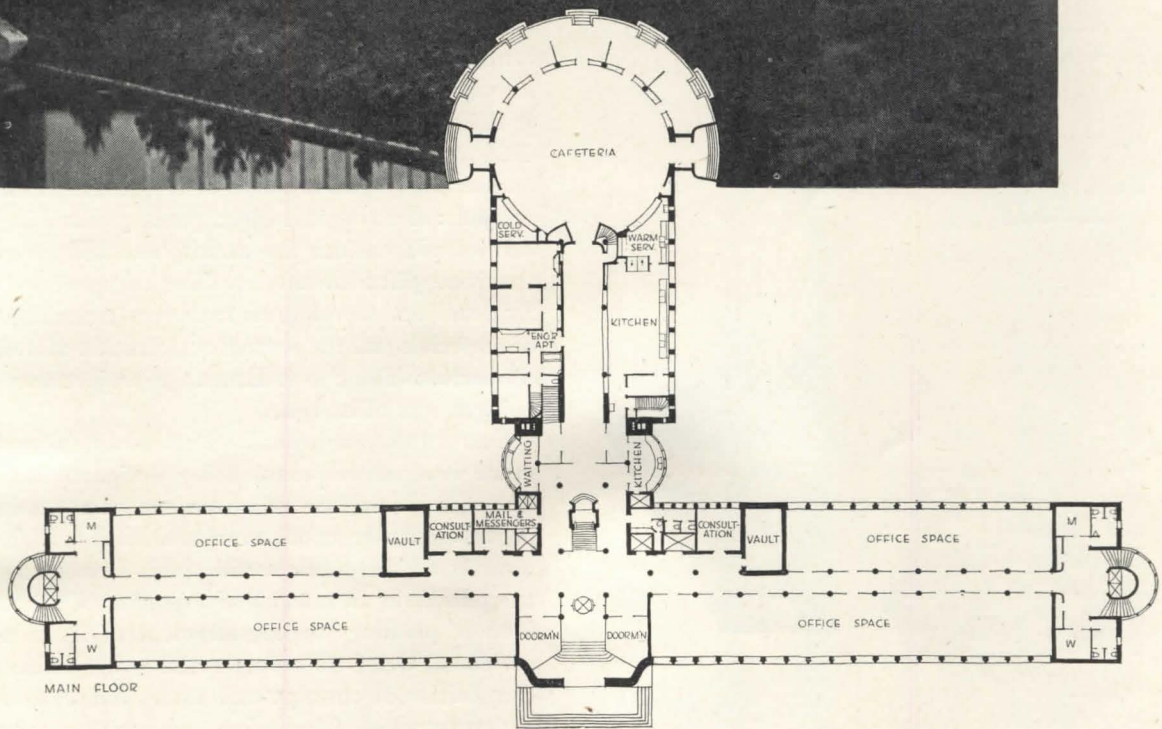 CAFETERIA
COLD
SERV.
WARM
SERV.
KITCHEN
ENGR
APT
WAITING
KITCHEN
M
OFFICE SPACE
VAULT
CONSULT-
ATION
MAIL &
MESSENGERS
CONSULT-
ATION
VAULT
OFFICE SPACE
M
OFFICE SPACE
OFFICE SPACE
W
DOORM'N
DOORM'N
W
MAIN FLOOR